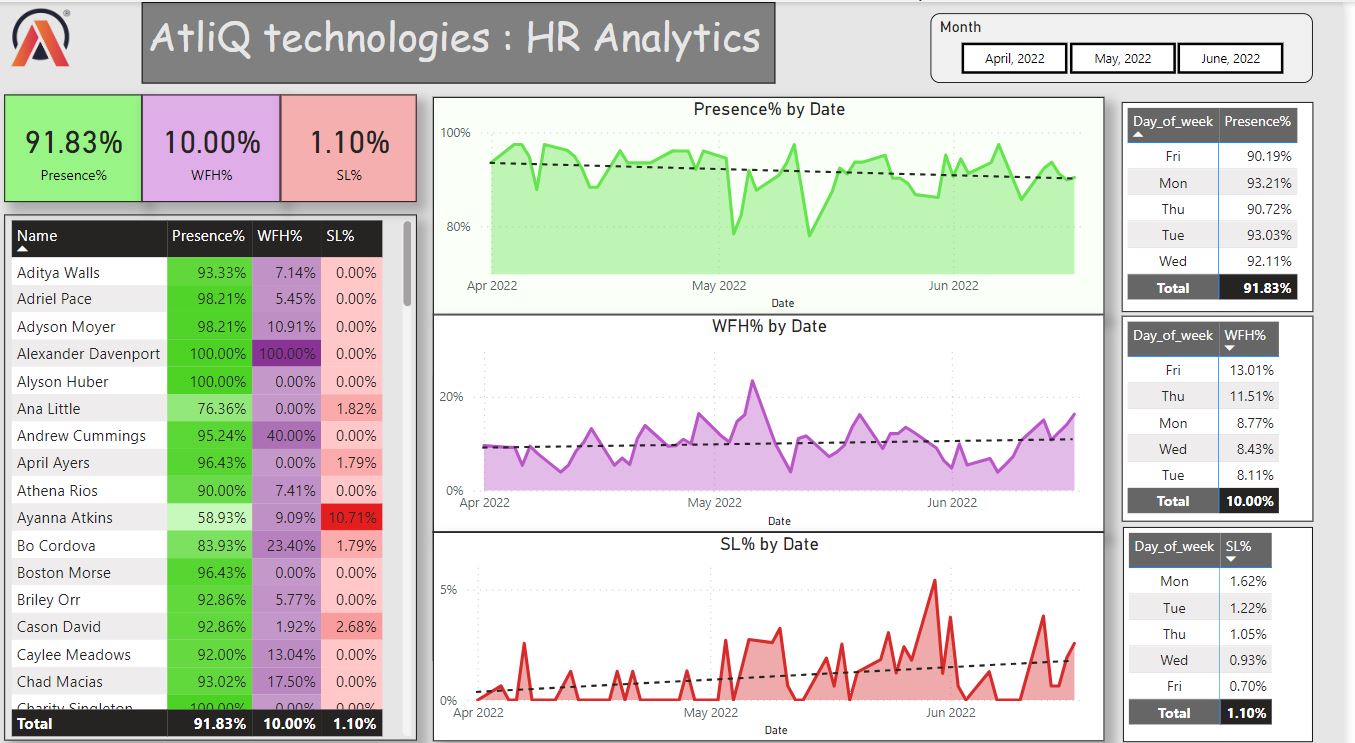 AtliQ technologies : HR Analytics
Month
April, 2022 May, 2022 June, 2022
91.83% 10.00% 1.10%
Presence% WFH% SL%
Name Presence% WFH% SL%
Aditya Walls 93.33% 7.14% 0.00%
Adriel Pace 98.21% 5.45% 0.00%
Adyson Moyer 98.21% 10.91% 0.00%
Alexander Davenport 100.00% 100.00% 0.00%
Alyson Huber 100.00% 0.00% 0.00%
Ana Little 76.36% 0.00% 1.82%
Andrew Cummings 95.24% 40.00% 0.00%
April Ayers 96.43% 0.00% 1.79%
Athena Rios 90.00% 7.41% 0.00%
Ayanna Atkins 58.93% 9.09% 10.71%
Bo Cordova 83.93% 23.40% 1.79%
Boston Morse 96.43% 0.00% 0.00%
Briley Orr 92.86% 5.77% 0.00%
Cason David 92.86% 1.92% 2.68%
Caylee Meadows 92.00% 13.04% 0.00%
Chad Macias 93.02% 17.50% 0.00%
Charity Singleton 100.00% 0.00% 0.00%
Total 91.83% 10.00% 1.10%
Presence% by Date
100%
80%
Apr 2022 May 2022 Jun 2022
Date
WFH% by Date
20%
0%
Apr 2022 May 2022 Jun 2022
Date
SL% by Date
5%
0%
Apr 2022 May 2022 Jun 2022
Date
Day_of_week Presence%
Fri 90.19%
Mon 93.21%
Thu 90.72%
Tue 93.03%
Wed 92.11%
Total 91.83%
Day_of_week WFH%
Fri 13.01%
Thu 11.51%
Mon 8.77%
Wed 8.43%
Tue 8.11%
Total 10.00%
Day_of_week SL%
Mon 1.62%
Tue 1.22%
Thu 1.05%
Wed 0.93%
Fri 0.70%
Total 1.10%